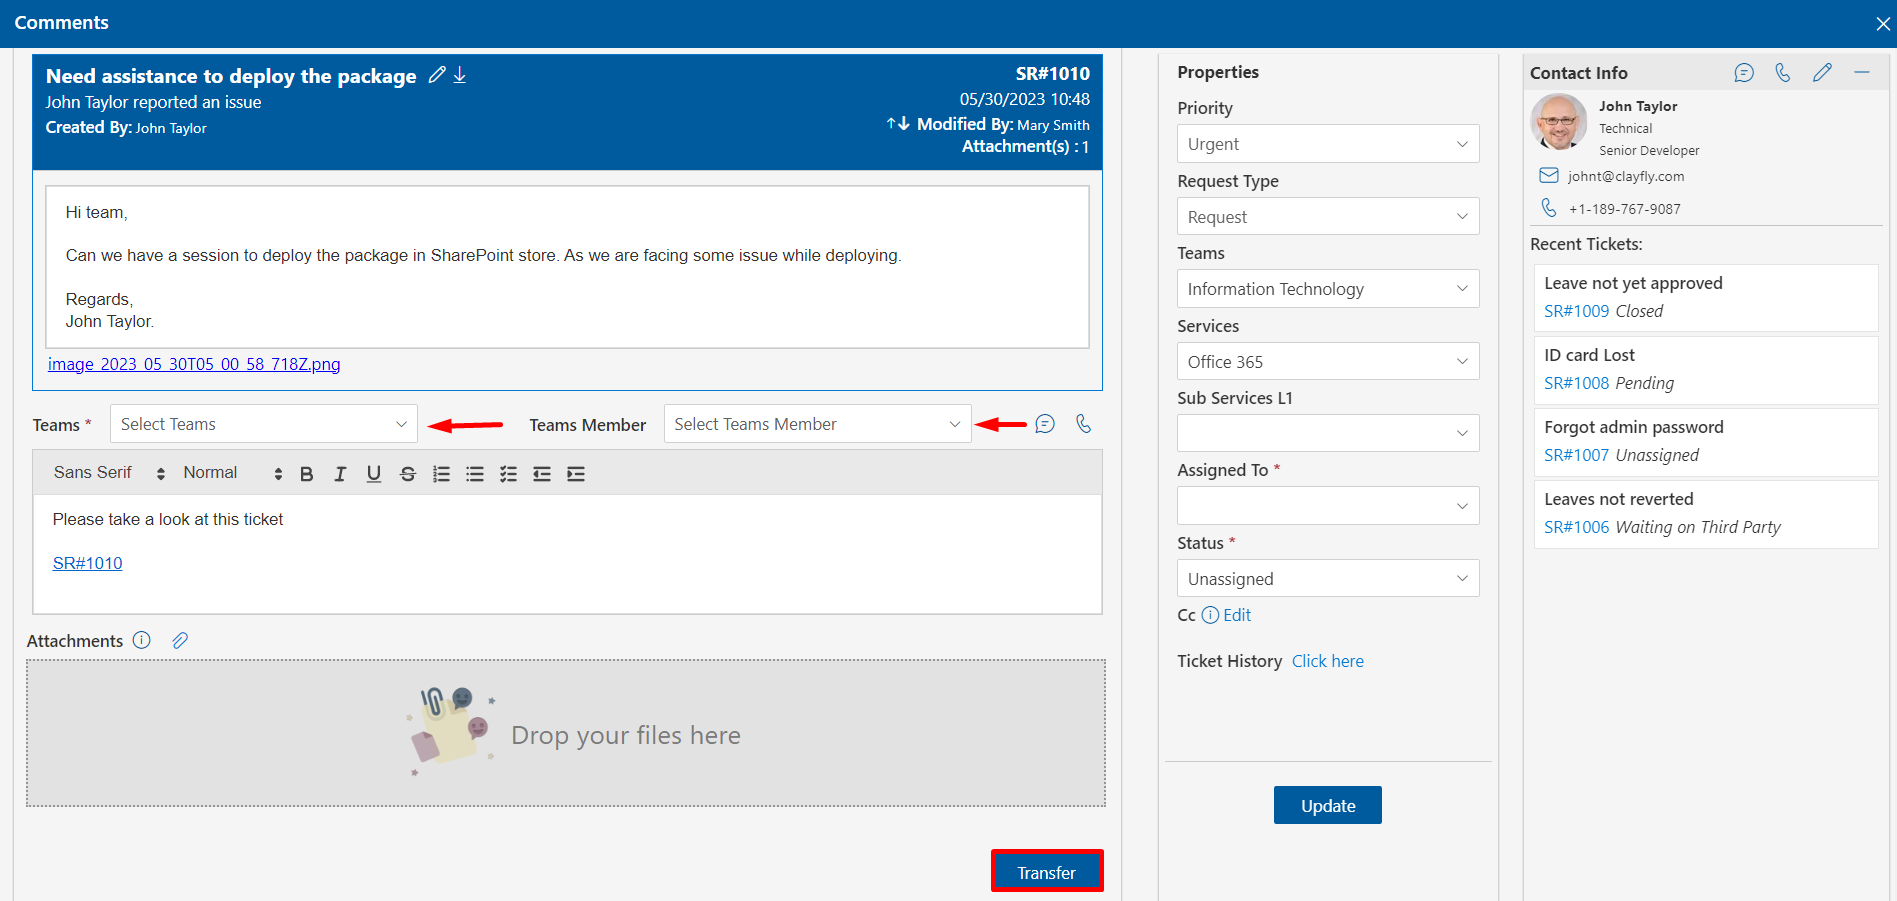 Comments
Need assistance to deploy the package
SR#1010
John Taylor reported an issue
05/30/2023 10:48
Created By: John Taylor
Modified By: Mary Smith
Attachment(s) : 1
Hi team,
Can we have a session to deploy the package in SharePoint store. As we are facing some issue while deploying.
Regards,
John Taylor.
image_2023_05_30T05_00_58_718Z.png
Teams * Select Teams
Teams Member Select Teams Member
Sans Serif Normal B I U S
Please take a look at this ticket
SR#1010
Attachments
Drop your files here
Transfer
Properties
Priority
Urgent
Request Type
Request
Teams
Information Technology
Services
Office 365
Sub Services L1
Assigned To *
Status *
Unassigned
Cc Edit
Ticket History Click here
Update
Contact Info
John Taylor
Technical
Senior Developer
johnt@clayfly.com
+1-189-767-9087
Recent Tickets:
Leave not yet approved
SR#1009 Closed
ID card Lost
SR#1008 Pending
Forgot admin password
SR#1007 Unassigned
Leaves not reverted
SR#1006 Waiting on Third Party